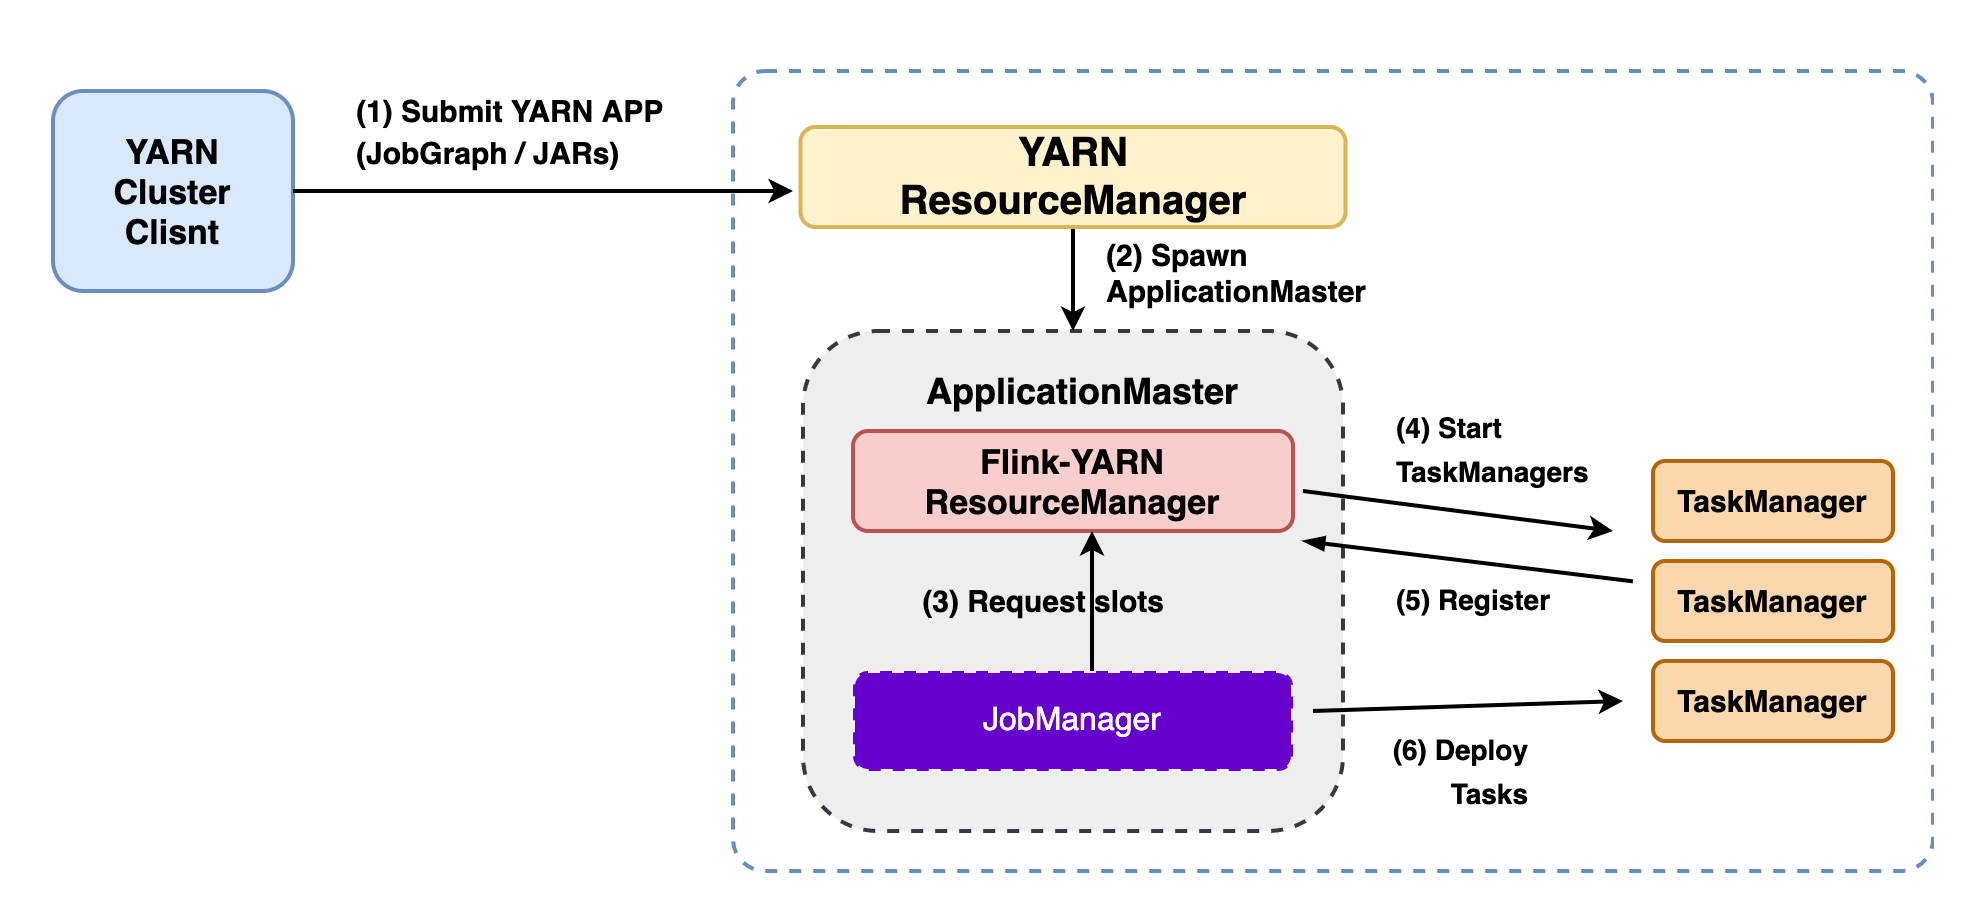 YARN
Cluster
Clisnt
(1) Submit YARN APP
(JobGraph / JARs)
YARN
ResourceManager
(2) Spawn
ApplicationMaster
ApplicationMaster
Flink-YARN
ResourceManager
(3) Request slots
JobManager
(4) Start
TaskManagers
(5) Register
(6) Deploy
Tasks
TaskManager
TaskManager
TaskManager